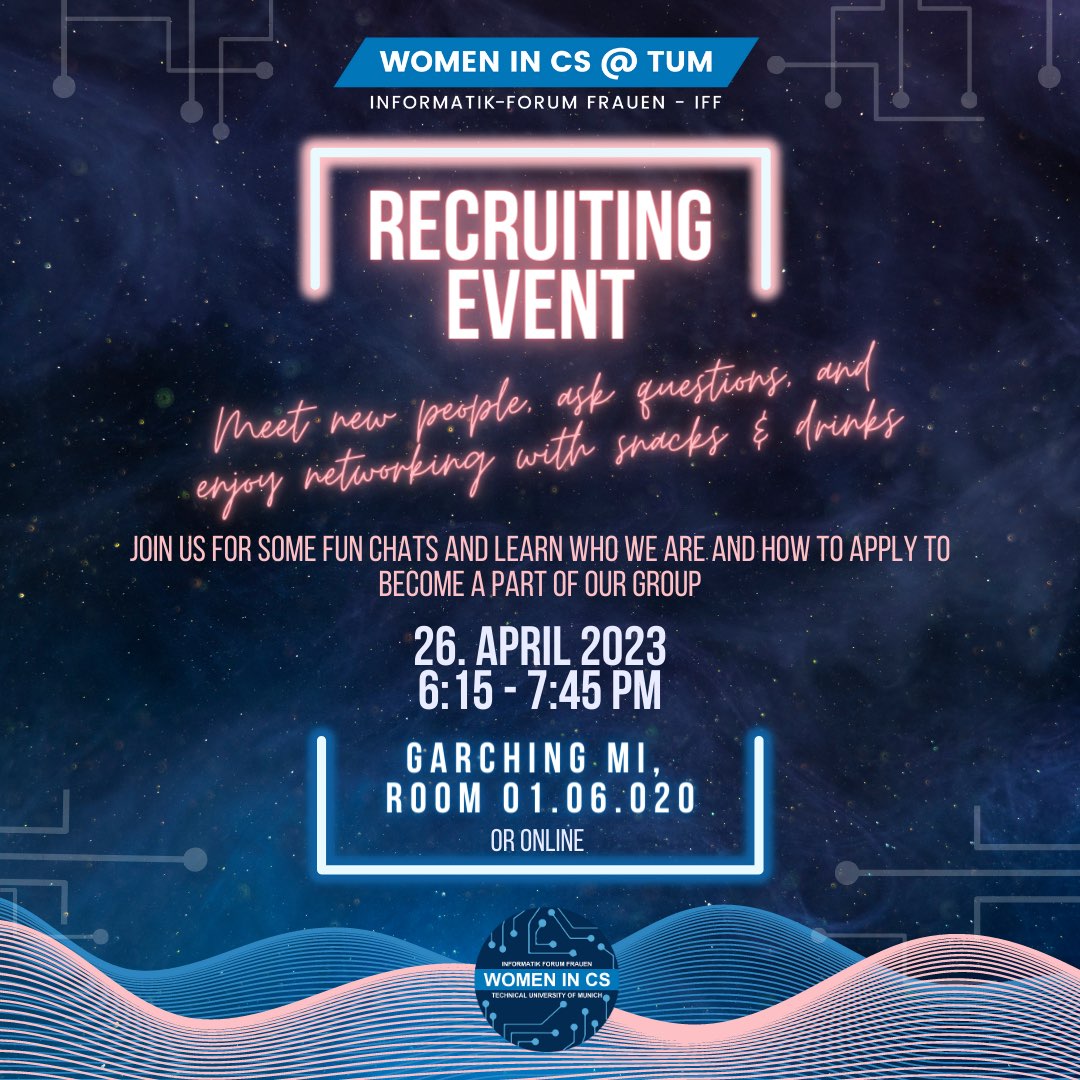 WOMEN IN CS @ TUM
INFORMATIK-FORUM FRAUEN - IFF
RECRUITING
EVENT
Meet new people, ask questions, and
enjoy networking with snacks & drinks
JOIN US FOR SOME FUN CHATS AND LEARN WHO WE ARE AND HOW TO APPLY TO
BECOME A PART OF OUR GROUP
26. APRIL 2023
6:15 - 7:45 PM
GARCHING MI,
ROOM 01.06.020
OR ONLINE
INFORMATIK FORUM FRAUEN
WOMEN IN CS
TECHNICAL UNIVERSITY OF MUNICH